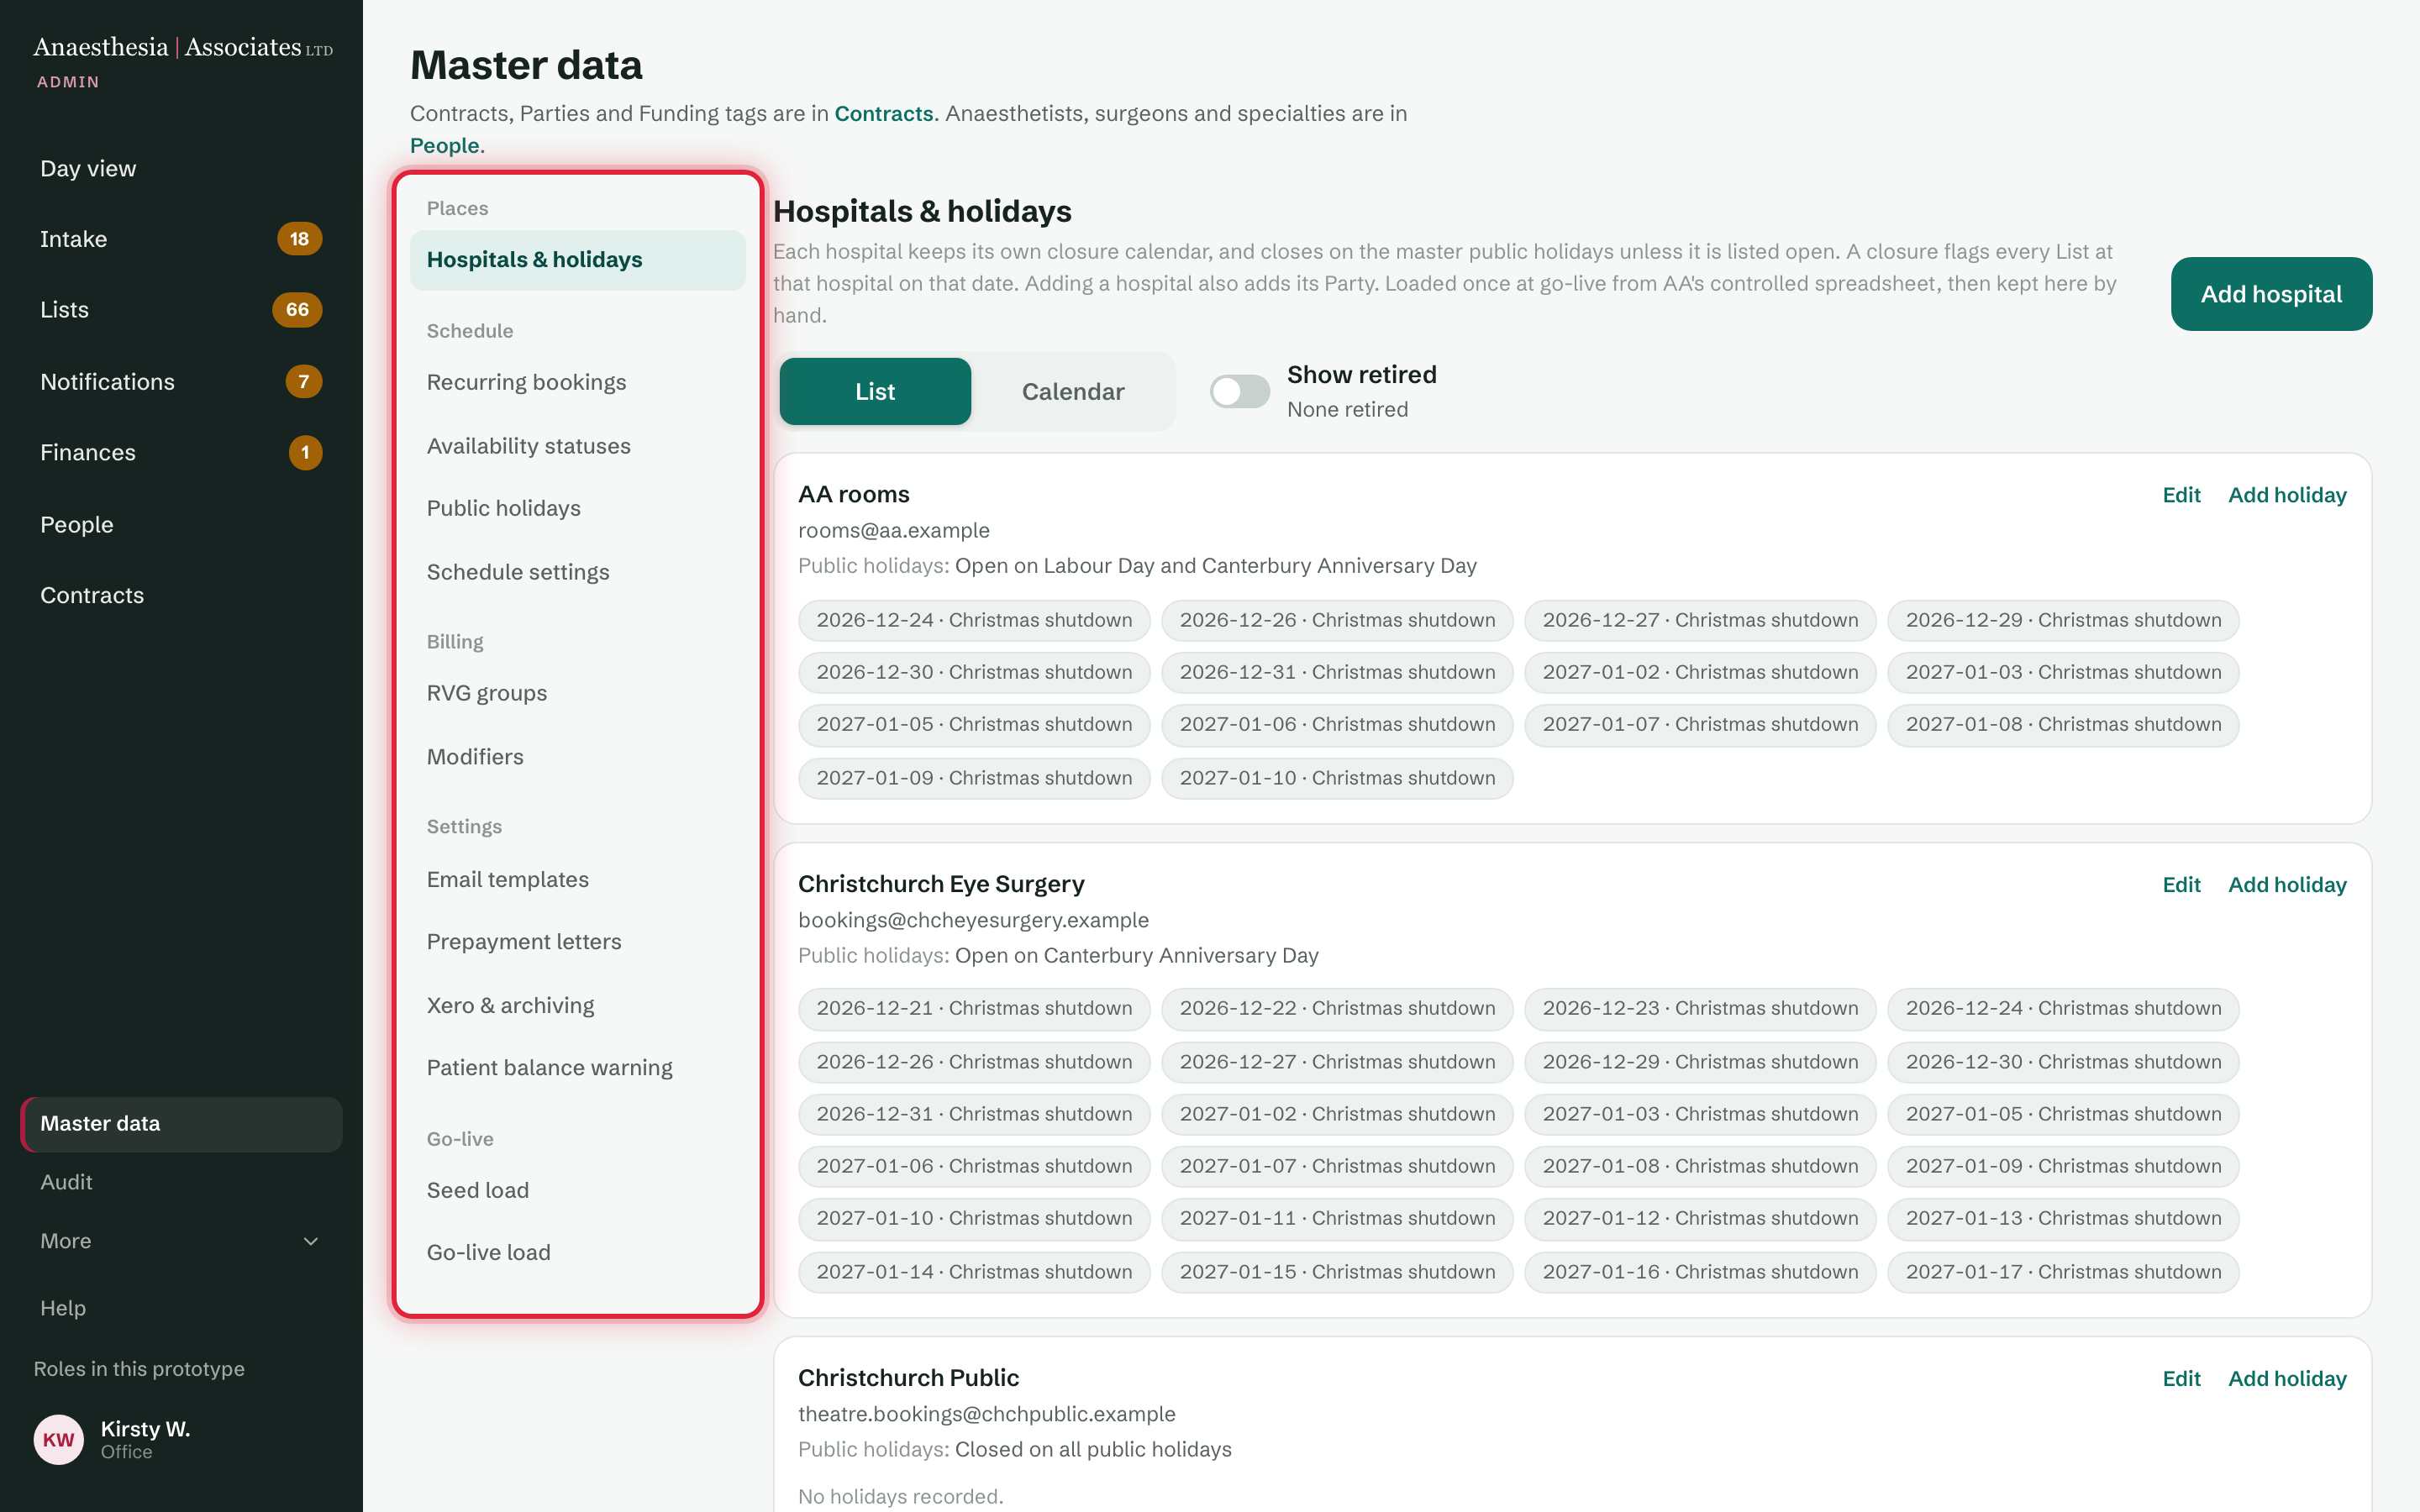 Anaesthesia | Associates LTD
ADMIN
Day view
Intake 18
Lists 66
Notifications 7
Finances 1
People
Contracts
Master data
Audit
More
Help
Roles in this prototype
KW
Kirsty W.
Office
Master data
Contracts, Parties and Funding tags are in Contracts. Anaesthetists, surgeons and specialties are in
People.
Places
Hospitals & holidays
Schedule
Recurring bookings
Availability statuses
Public holidays
Schedule settings
Billing
RVG groups
Modifiers
Settings
Email templates
Prepayment letters
Xero & archiving
Patient balance warning
Go-live
Seed load
Go-live load
Hospitals & holidays
Each hospital keeps its own closure calendar, and closes on the master public holidays unless it is listed open. A closure flags every List at
that hospital on that date. Adding a hospital also adds its Party. Loaded once at go-live from AA's controlled spreadsheet, then kept here by
hand.
Add hospital
List Calendar
Show retired
None retired
AA rooms Edit Add holiday
rooms@aa.example
Public holidays: Open on Labour Day and Canterbury Anniversary Day
2026-12-24 · Christmas shutdown 2026-12-26 · Christmas shutdown 2026-12-27 · Christmas shutdown 2026-12-29 · Christmas shutdown
2026-12-30 · Christmas shutdown 2026-12-31 · Christmas shutdown 2027-01-02 · Christmas shutdown 2027-01-03 · Christmas shutdown
2027-01-05 · Christmas shutdown 2027-01-06 · Christmas shutdown 2027-01-07 · Christmas shutdown 2027-01-08 · Christmas shutdown
2027-01-09 · Christmas shutdown 2027-01-10 · Christmas shutdown
Christchurch Eye Surgery Edit Add holiday
bookings@chcheyesurgery.example
Public holidays: Open on Canterbury Anniversary Day
2026-12-21 · Christmas shutdown 2026-12-22 · Christmas shutdown 2026-12-23 · Christmas shutdown 2026-12-24 · Christmas shutdown
2026-12-26 · Christmas shutdown 2026-12-27 · Christmas shutdown 2026-12-29 · Christmas shutdown 2026-12-30 · Christmas shutdown
2026-12-31 · Christmas shutdown 2027-01-02 · Christmas shutdown 2027-01-03 · Christmas shutdown 2027-01-05 · Christmas shutdown
2027-01-06 · Christmas shutdown 2027-01-07 · Christmas shutdown 2027-01-08 · Christmas shutdown 2027-01-09 · Christmas shutdown
2027-01-10 · Christmas shutdown 2027-01-11 · Christmas shutdown 2027-01-12 · Christmas shutdown 2027-01-13 · Christmas shutdown
2027-01-14 · Christmas shutdown 2027-01-15 · Christmas shutdown 2027-01-16 · Christmas shutdown 2027-01-17 · Christmas shutdown
Christchurch Public Edit Add holiday
theatre.bookings@chchpublic.example
Public holidays: Closed on all public holidays
No holidays recorded.